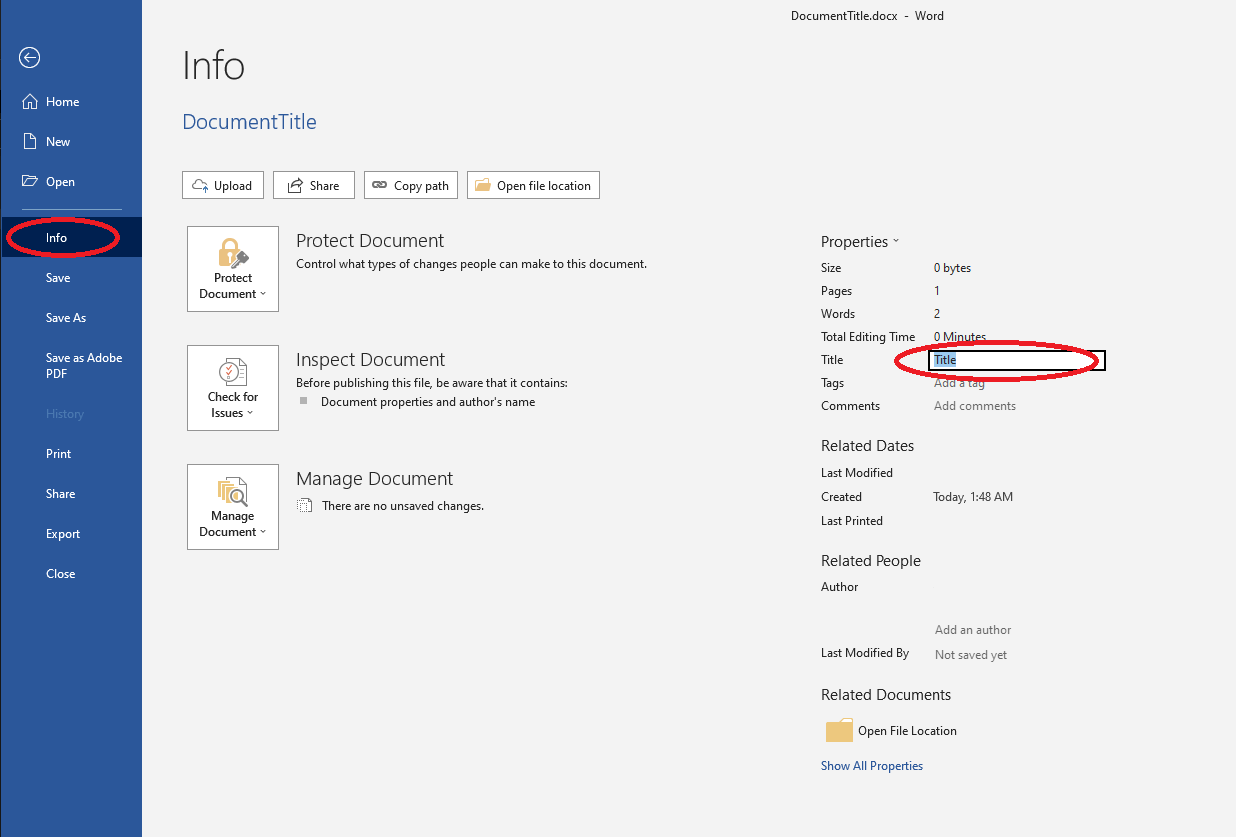 DocumentTitle.docx - Word
Info
DocumentTitle
Home
New
Open
Info
Save
Save As
Save as Adobe
PDF
History
Print
Share
Export
Close
Upload
Share
Copy path
Open file location
Protect
Document
Protect Document
Control what types of changes people can make to this document.
Check for
Issues
Inspect Document
Before publishing this file, be aware that it contains:
Document properties and author's name
Manage
Document
Manage Document
There are no unsaved changes.
Properties
Size 0 bytes
Pages 1
Words 2
Total Editing Time 0 Minutes
Title Title
Tags Add a tag
Comments Add comments
Related Dates
Last Modified
Created Today, 1:48 AM
Last Printed
Related People
Author
Add an author
Last Modified By Not saved yet
Related Documents
Open File Location
Show All Properties